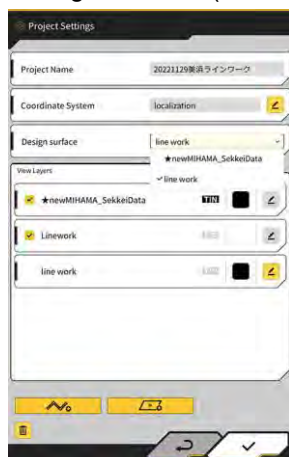 Project Settings
Project Name 20221129美浜ラインワーク
Coordinate System localization
Design surface line work
★newMIHAMA_SekkeiData
line work
View Layers
★newMIHAMA_SekkeiData TIN
Linework
line work